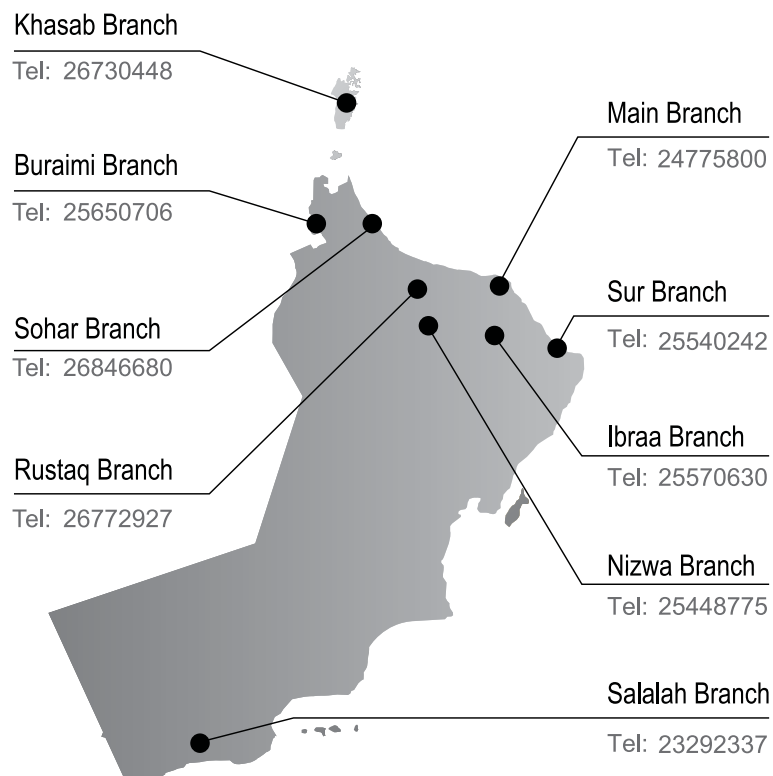 Khasab Branch
Tel: 26730448
Buraimi Branch
Tel: 25650706
Sohar Branch
Tel: 26846680
Rustaq Branch
Tel: 26772927
Main Branch
Tel: 24775800
Sur Branch
Tel: 25540242
Ibraa Branch
Tel: 25570630
Nizwa Branch
Tel: 25448775
Salalah Branch
Tel: 23292337